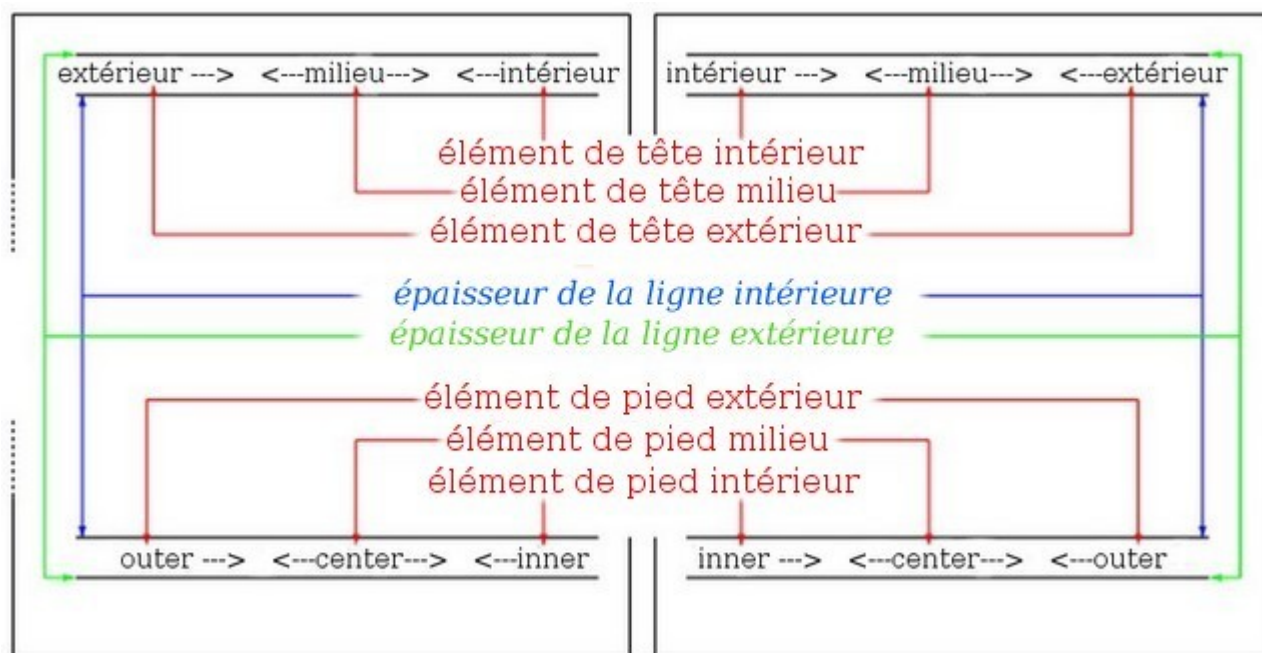 extérieur ---> <---milieu---> <---intérieur intérieur ---> <---milieu---> <---extérieur
élément de tête intérieur
élément de tête milieu
élément de tête extérieur
épaisseur de la ligne intérieure
épaisseur de la ligne extérieure
élément de pied extérieur
élément de pied milieu
élément de pied intérieur
outer ---> <---center---> <---inner inner ---> <---center---> <---outer